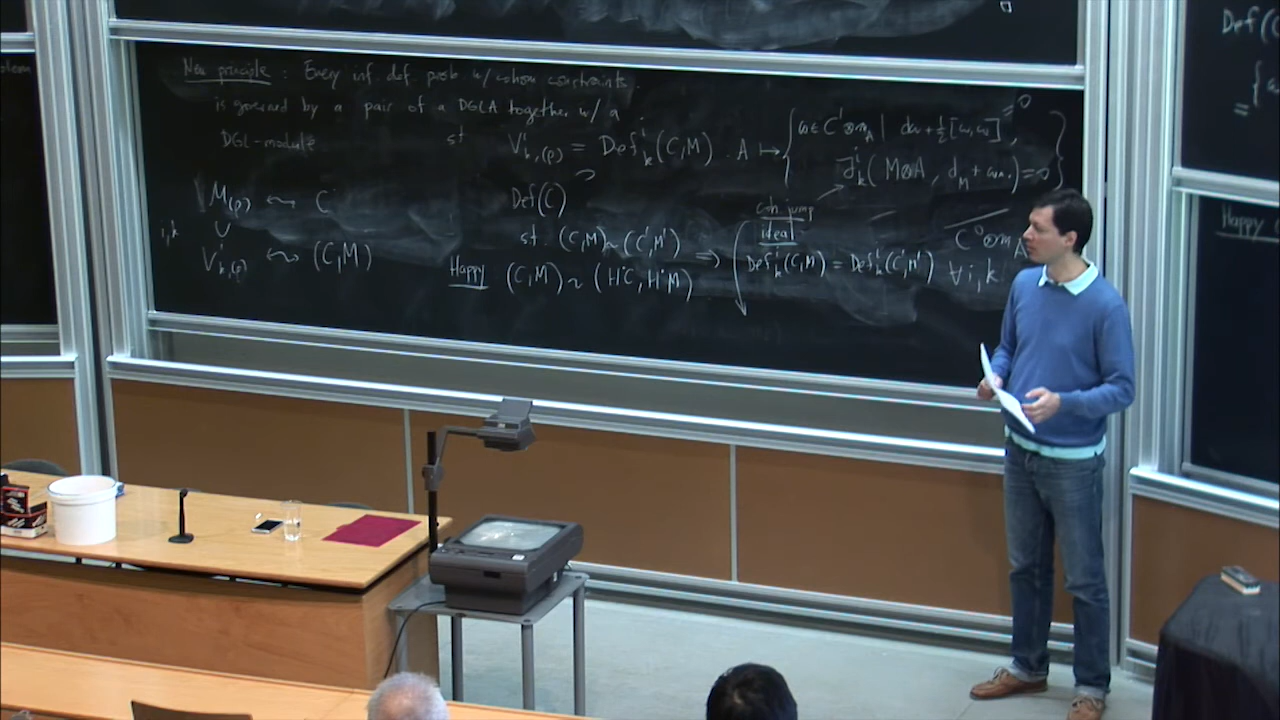 New principle : Every inf. def. prob. w/ cohom constraints
is governed by a pair of a DGLA together w/ a
DGL-module st V^i_{k,(p)} = Def^i_k(C,M) . A ↦ { ω ∈ C^1⊗m_A | dω + ½[ω,ω] = 0 ,
J^i_k( M⊗A , d_M + ω . ) = 0 }
C^0⊗m_A
M_{(p)} ↭ C
∪
i,k V^i_{k,(p)} ↭ (C,M)
Def(C)
st. (C,M) ~ (C',M') ⇒ Def^i_k(C,M) = Def^i_k(C',M') ∀ i,k
coh jump
ideal
Happy (C,M) ~ (H^•C, H^•M)
Def(C
=
Happy